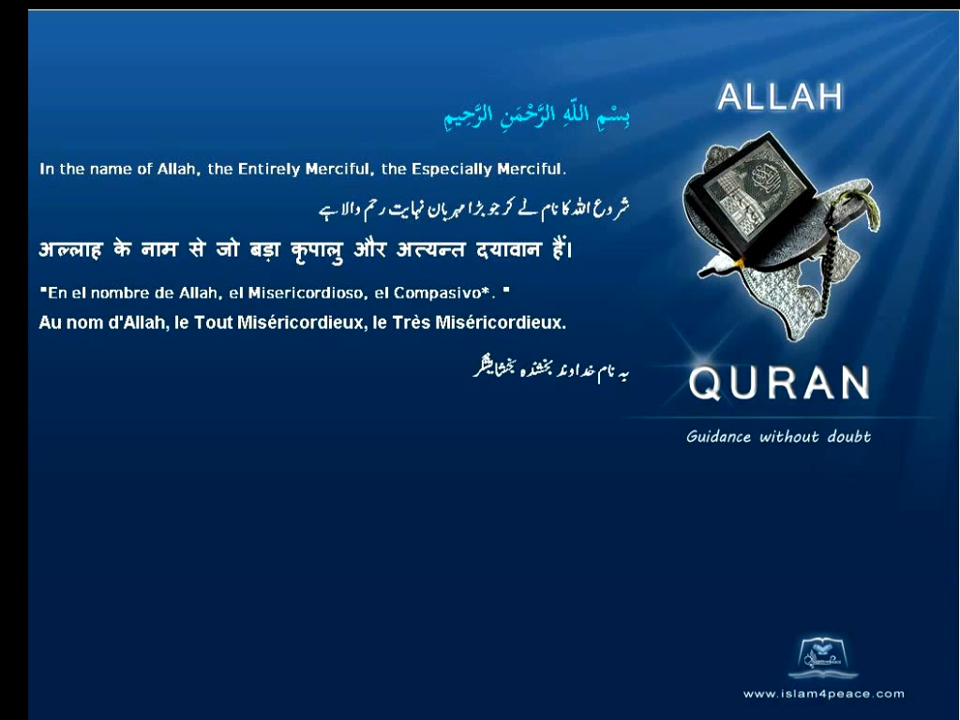 بِسْمِ اللّهِ الرَّحْمَنِ الرَّحِيمِ
In the name of Allah, the Entirely Merciful, the Especially Merciful.
شروع اللہ کا نام لے کر جو بڑا مہربان نہایت رحم والا ہے
अल्लाह के नाम से जो बड़ा कृपालु और अत्यन्त दयावान हैं।
"En el nombre de Allah, el Misericordioso, el Compasivo*. "
Au nom d'Allah, le Tout Miséricordieux, le Très Miséricordieux.
به نام خداوند بخشنده بخشایشگر
ALLAH
QURAN
Guidance without doubt
www.islam4peace.com